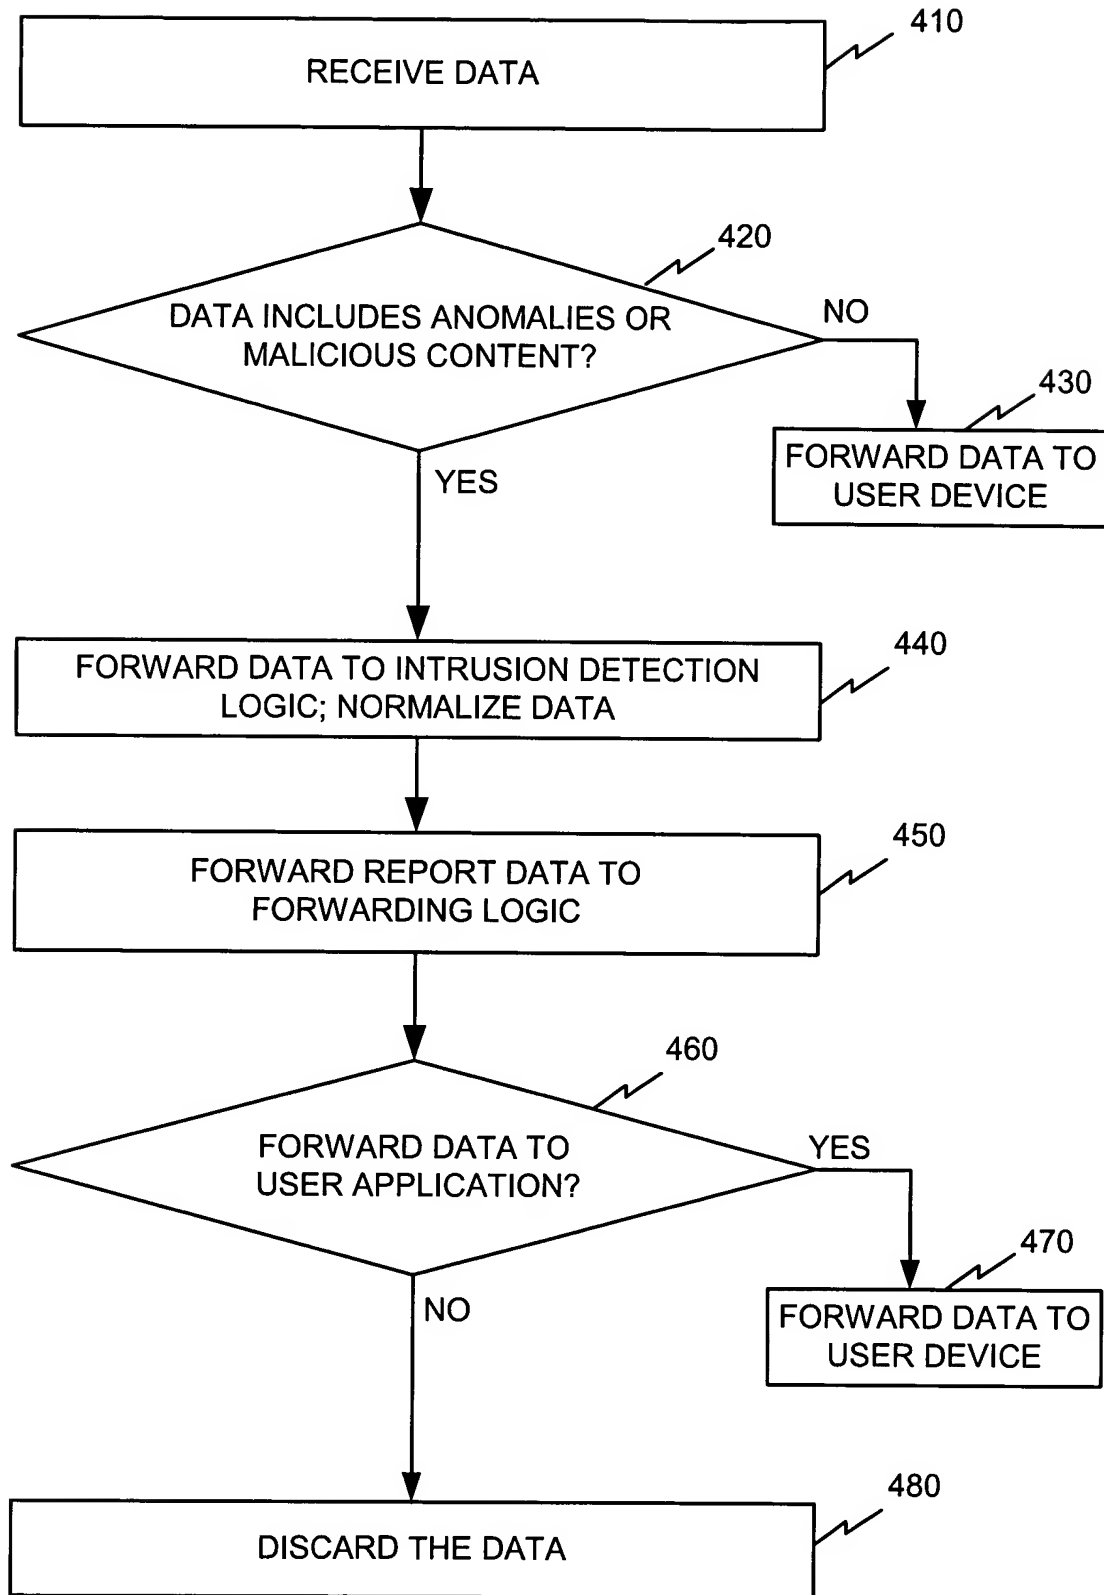 410
RECEIVE DATA
420
DATA INCLUDES ANOMALIES OR
MALICIOUS CONTENT?
NO
430
FORWARD DATA TO
USER DEVICE
YES
440
FORWARD DATA TO INTRUSION DETECTION
LOGIC; NORMALIZE DATA
450
FORWARD REPORT DATA TO
FORWARDING LOGIC
460
FORWARD DATA TO
USER APPLICATION?
YES
470
FORWARD DATA TO
USER DEVICE
NO
480
DISCARD THE DATA